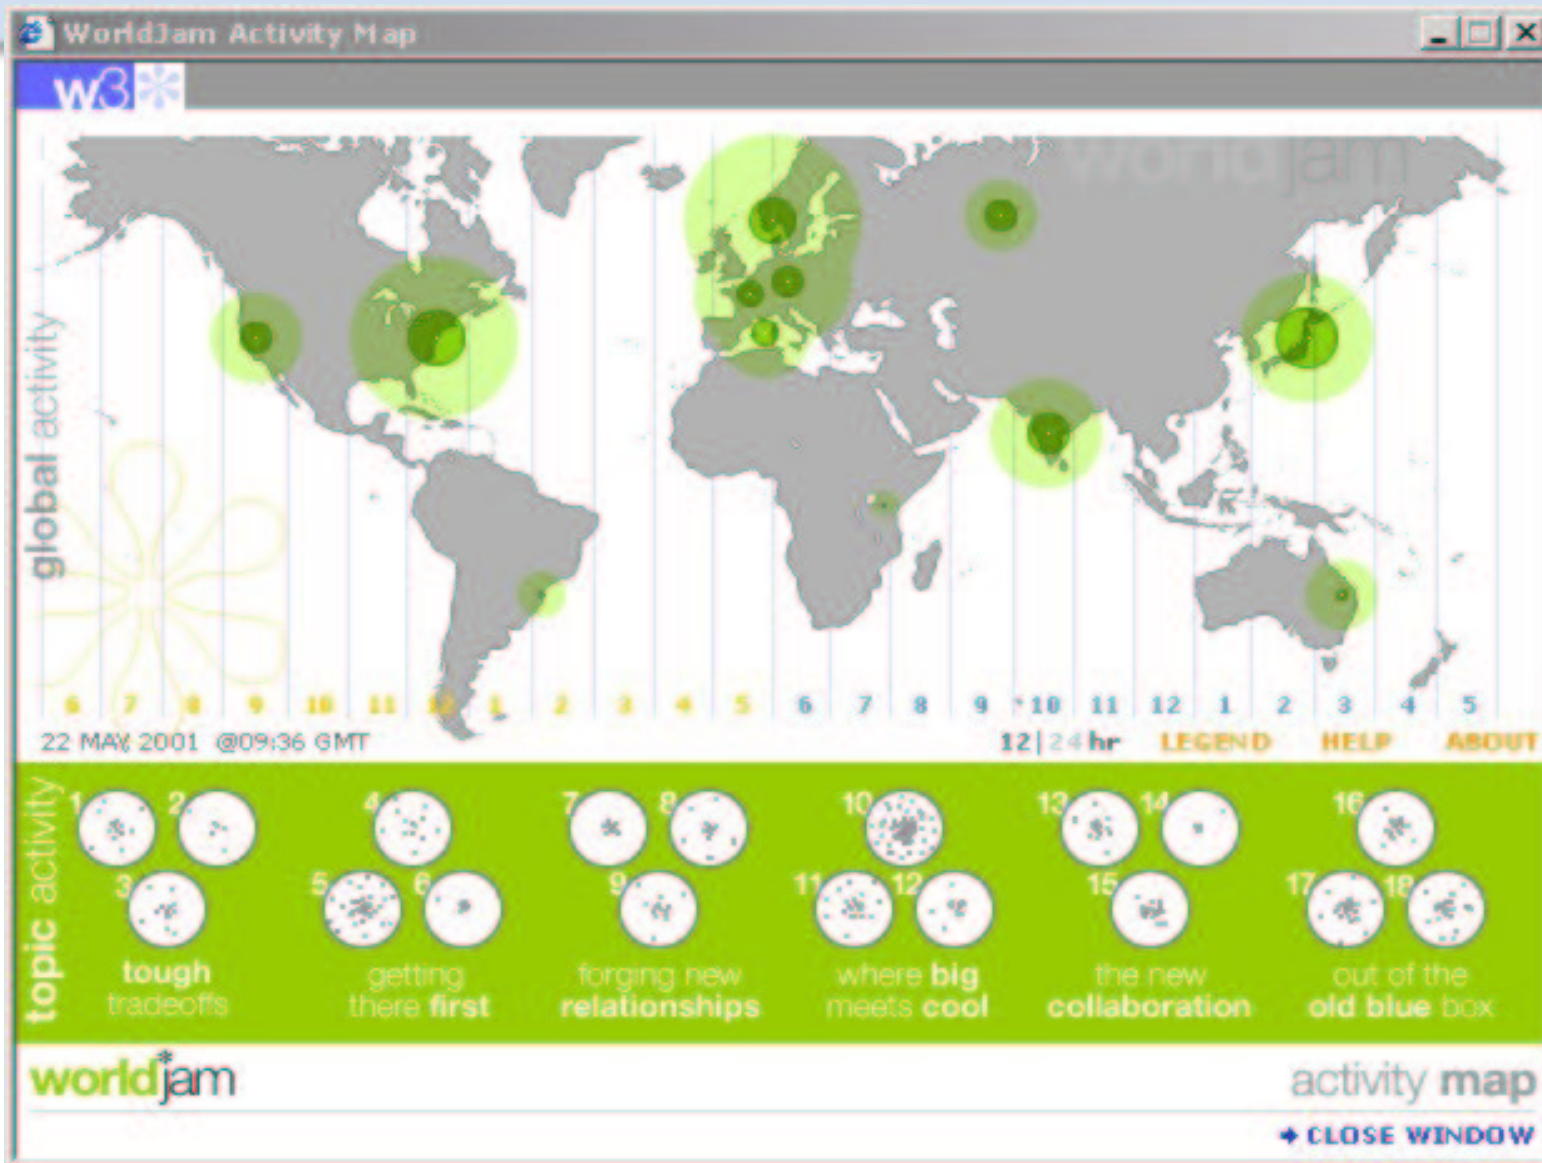 WorldJam Activity Map
w3*
worldjam
global activity
6 7 8 9 10 11 12 1 2 3 4 5 6 7 8 9 *10 11 12 1 2 3 4 5
22 MAY 2001 @09:36 GMT 12|24 hr LEGEND HELP ABOUT
topic activity
1 2 4 7 8 10 13 14 16
3 5 6 9 11 12 15 17 18
tough
tradeoffs
getting
there first
forging new
relationships
where big
meets cool
the new
collaboration
out of the
old blue box
world*jam
activity map
CLOSE WINDOW